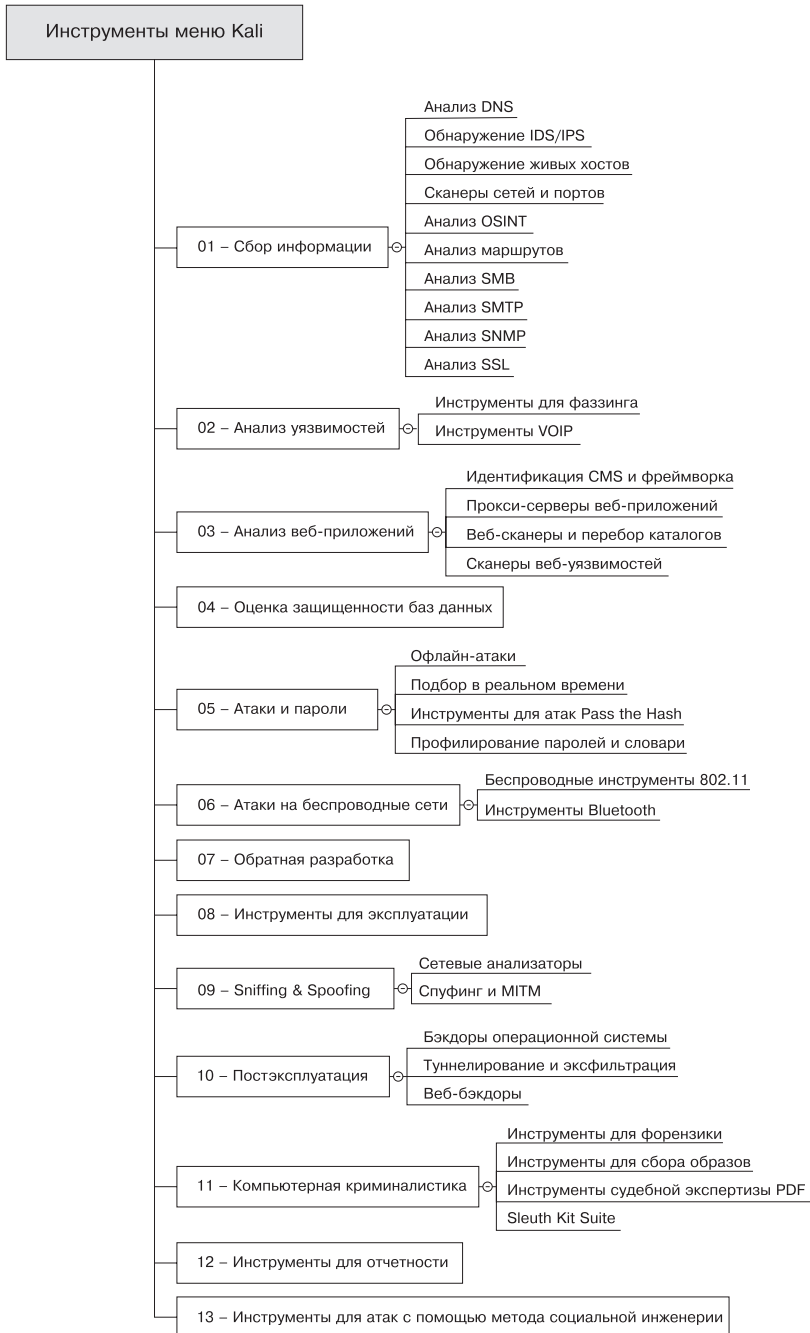 Инструменты меню Kali
01 – Сбор информации
Анализ DNS
Обнаружение IDS/IPS
Обнаружение живых хостов
Сканеры сетей и портов
Анализ OSINT
Анализ маршрутов
Анализ SMB
Анализ SMTP
Анализ SNMP
Анализ SSL
02 – Анализ уязвимостей
Инструменты для фаззинга
Инструменты VOIP
03 – Анализ веб-приложений
Идентификация CMS и фреймворка
Прокси-серверы веб-приложений
Веб-сканеры и перебор каталогов
Сканеры веб-уязвимостей
04 – Оценка защищенности баз данных
05 – Атаки и пароли
Офлайн-атаки
Подбор в реальном времени
Инструменты для атак Pass the Hash
Профилирование паролей и словари
06 – Атаки на беспроводные сети
Беспроводные инструменты 802.11
Инструменты Bluetooth
07 – Обратная разработка
08 – Инструменты для эксплуатации
09 – Sniffing & Spoofing
Сетевые анализаторы
Спуфинг и MITM
10 – Постэксплуатация
Бэкдоры операционной системы
Туннелирование и эксфильтрация
Веб-бэкдоры
11 – Компьютерная криминалистика
Инструменты для форензики
Инструменты для сбора образов
Инструменты судебной экспертизы PDF
Sleuth Kit Suite
12 – Инструменты для отчетности
13 – Инструменты для атак с помощью метода социальной инженерии